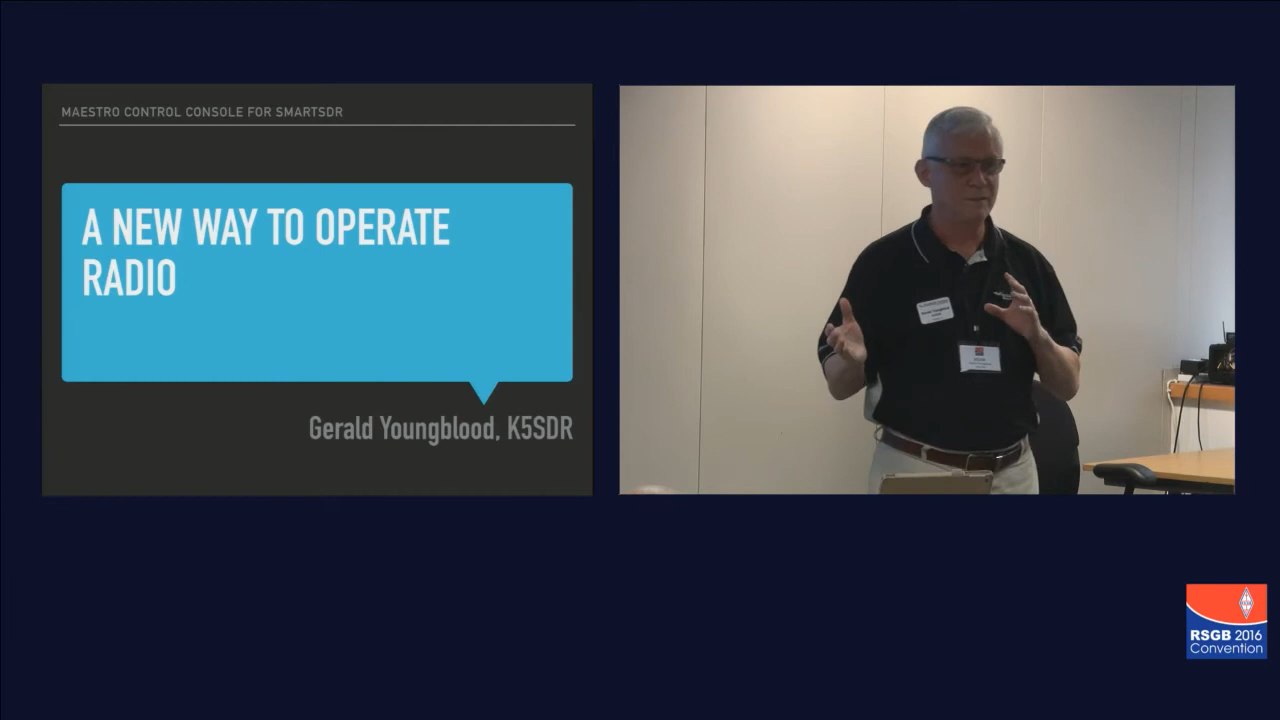 MAESTRO CONTROL CONSOLE FOR SMARTSDR
A NEW WAY TO OPERATE
RADIO
Gerald Youngblood, K5SDR
RSGB 2016
Convention